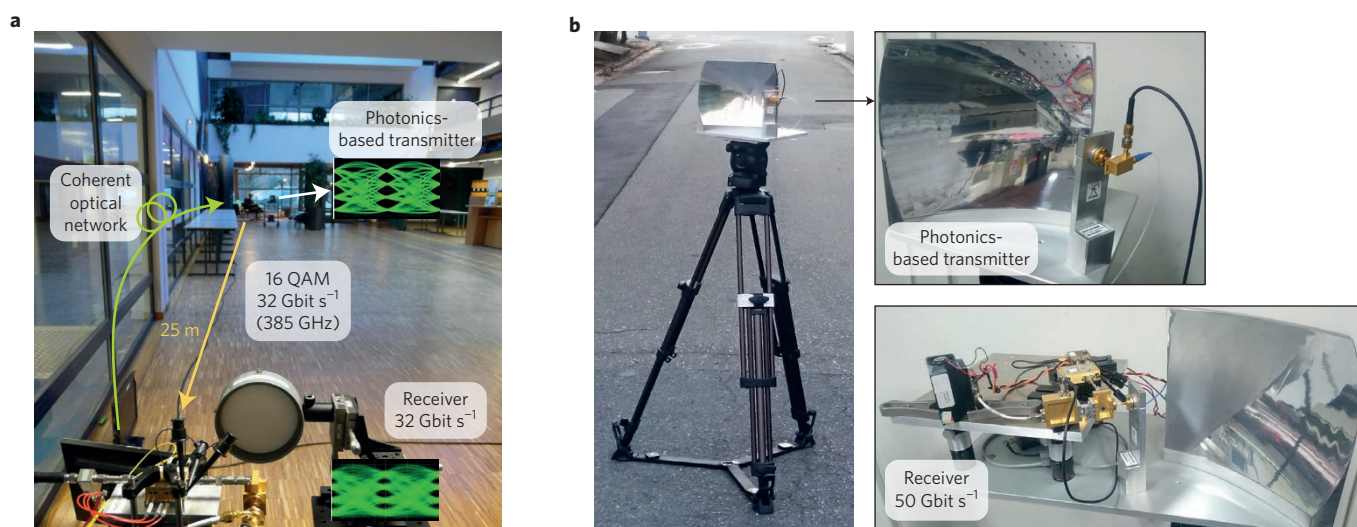 a
Photonics-
based transmitter
Coherent
optical
network
16 QAM
32 Gbit s⁻¹
(385 GHz)
25 m
Receiver
32 Gbit s⁻¹
b
Photonics-
based transmitter
Receiver
50 Gbit s⁻¹